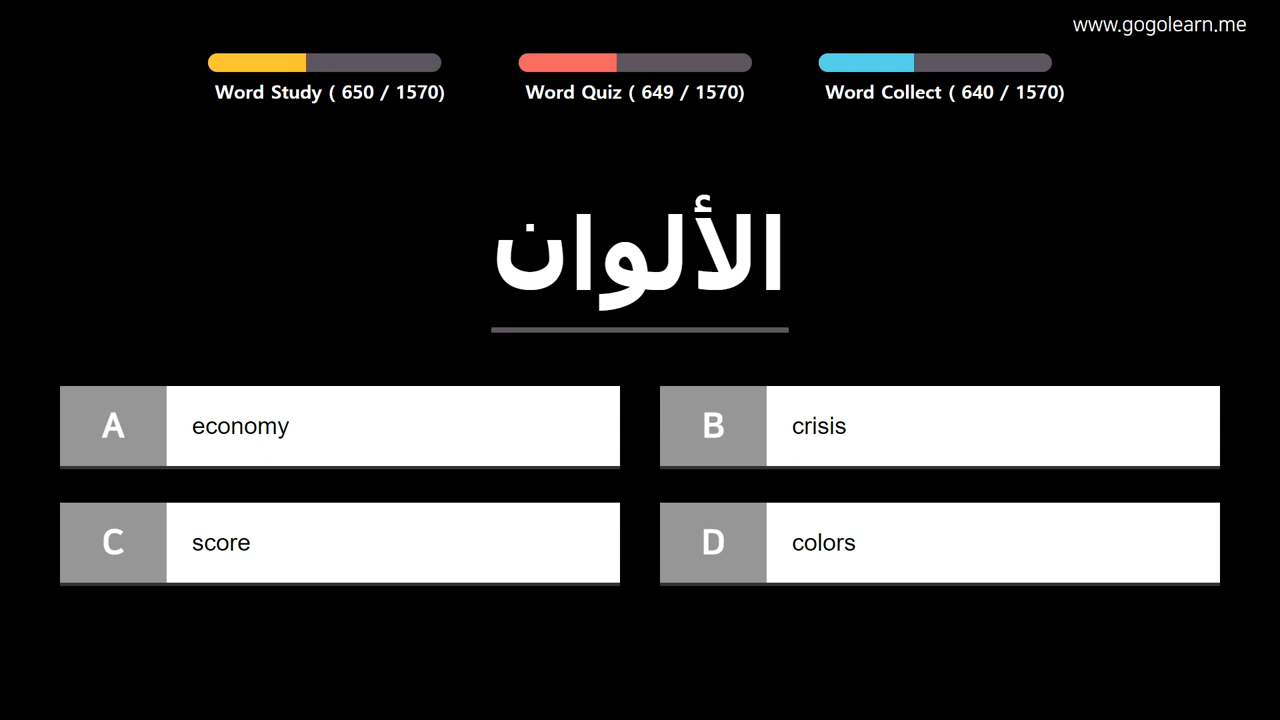 www.gogolearn.me
Word Study ( 650 / 1570)
Word Quiz ( 649 / 1570)
Word Collect ( 640 / 1570)
الألوان
A economy
B crisis
C score
D colors